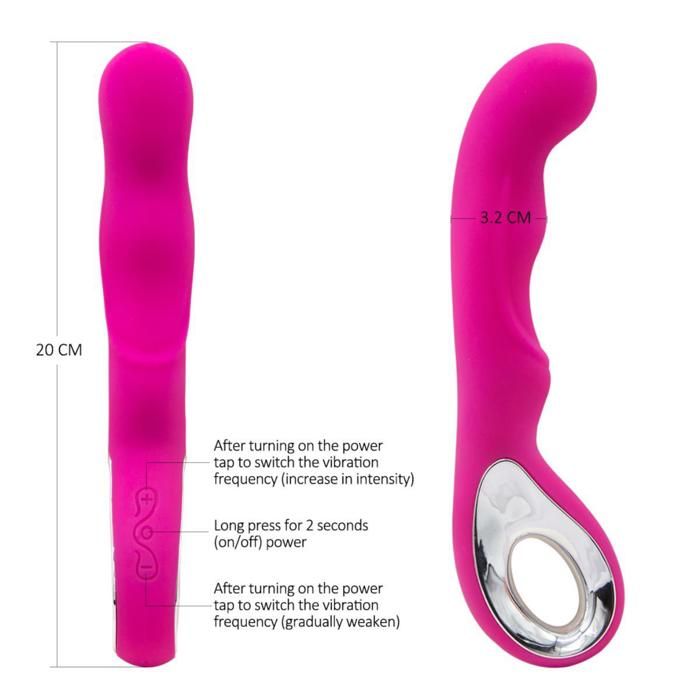 3.2 CM
20 CM
After turning on the power
tap to switch the vibration
frequency (increase in intensity)
Long press for 2 seconds
(on/off) power
After turning on the power
tap to switch the vibration
frequency (gradually weaken)
+
−